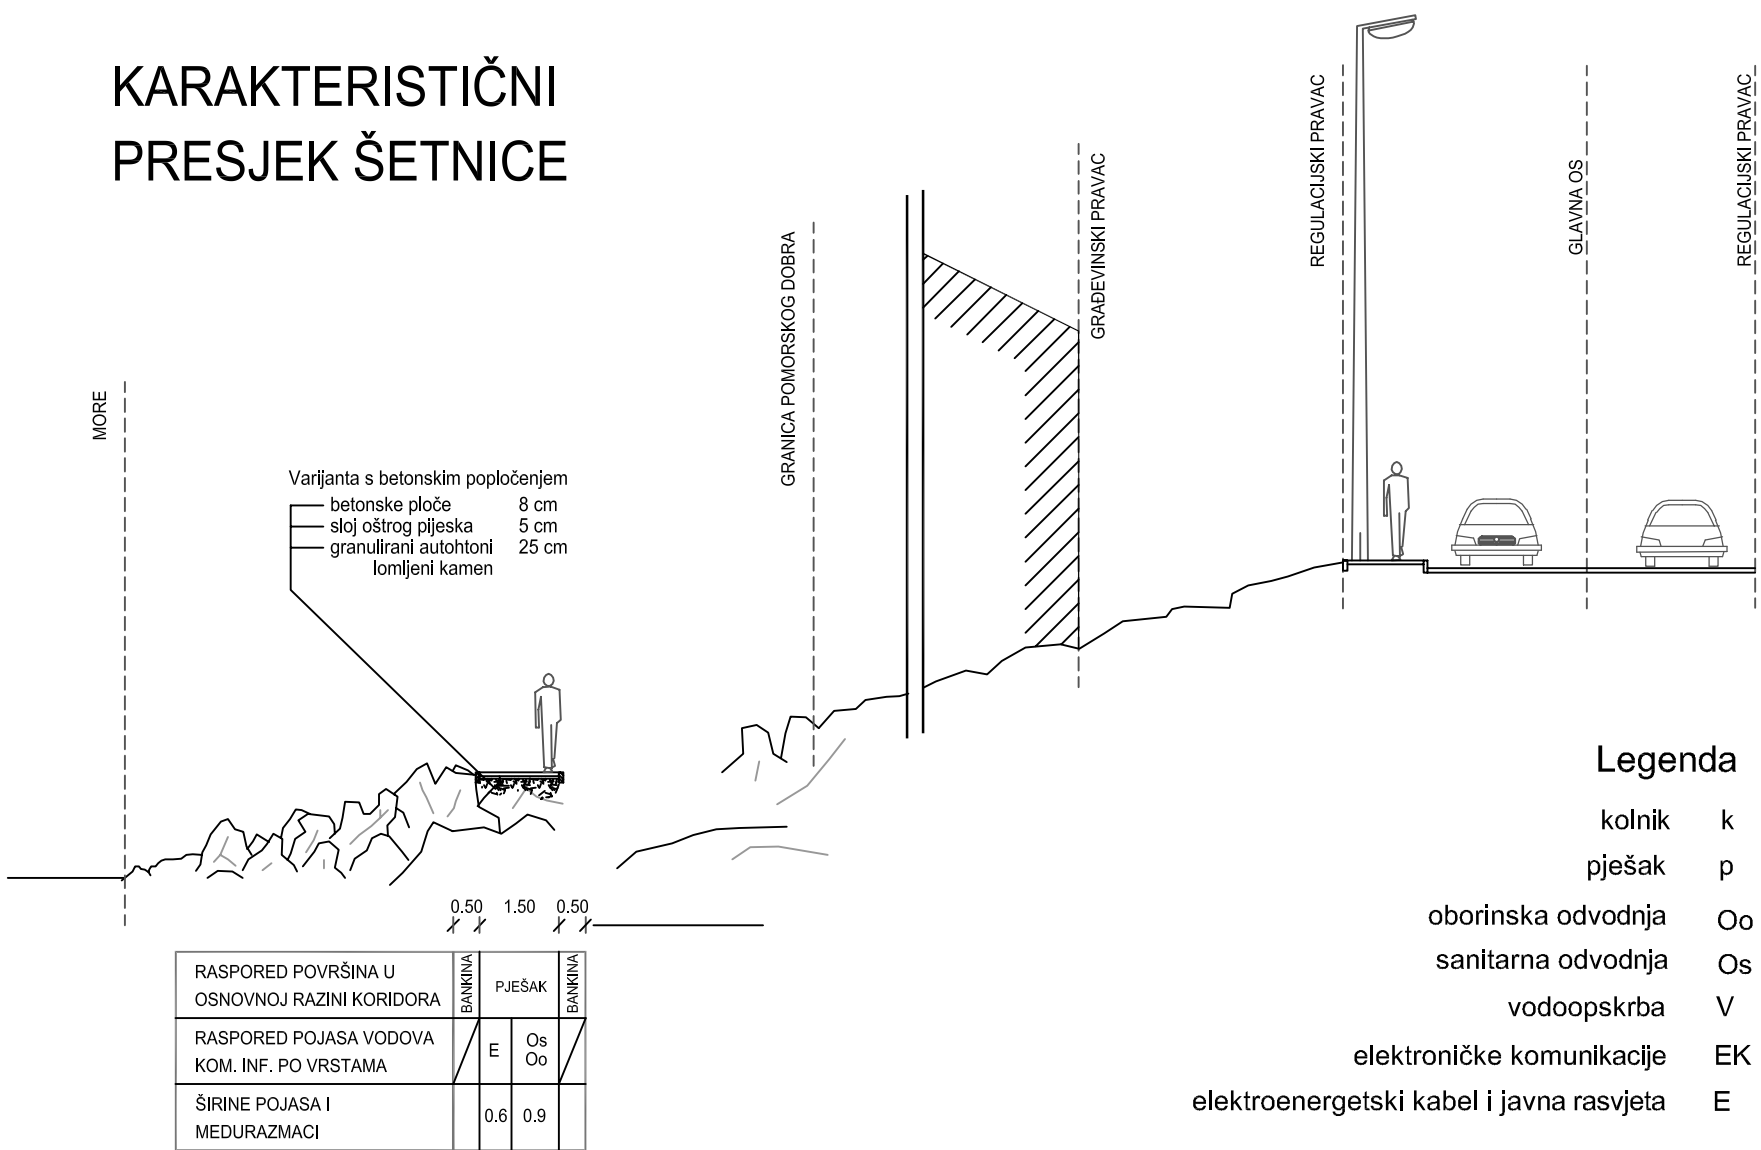 KARAKTERISTIČNI
PRESJEK ŠETNICE
MORE
Varijanta s betonskim popločenjem
betonske ploče 8 cm
sloj oštrog pijeska 5 cm
granulirani autohtoni 25 cm
lomljeni kamen
GRANICA POMORSKOG DOBRA
GRAĐEVINSKI PRAVAC
REGULACIJSKI PRAVAC
GLAVNA OS
REGULACIJSKI PRAVAC
0.50 1.50 0.50
RASPORED POVRŠINA U
OSNOVNOJ RAZINI KORIDORA
BANKINA
PJEŠAK
BANKINA
RASPORED POJASA VODOVA
KOM. INF. PO VRSTAMA
E
Os
Oo
ŠIRINE POJASA I
MEDURAZMACI
0.6 0.9
Legenda
kolnik k
pješak p
oborinska odvodnja Oo
sanitarna odvodnja Os
vodoopskrba V
elektroničke komunikacije EK
elektroenergetski kabel i javna rasvjeta E